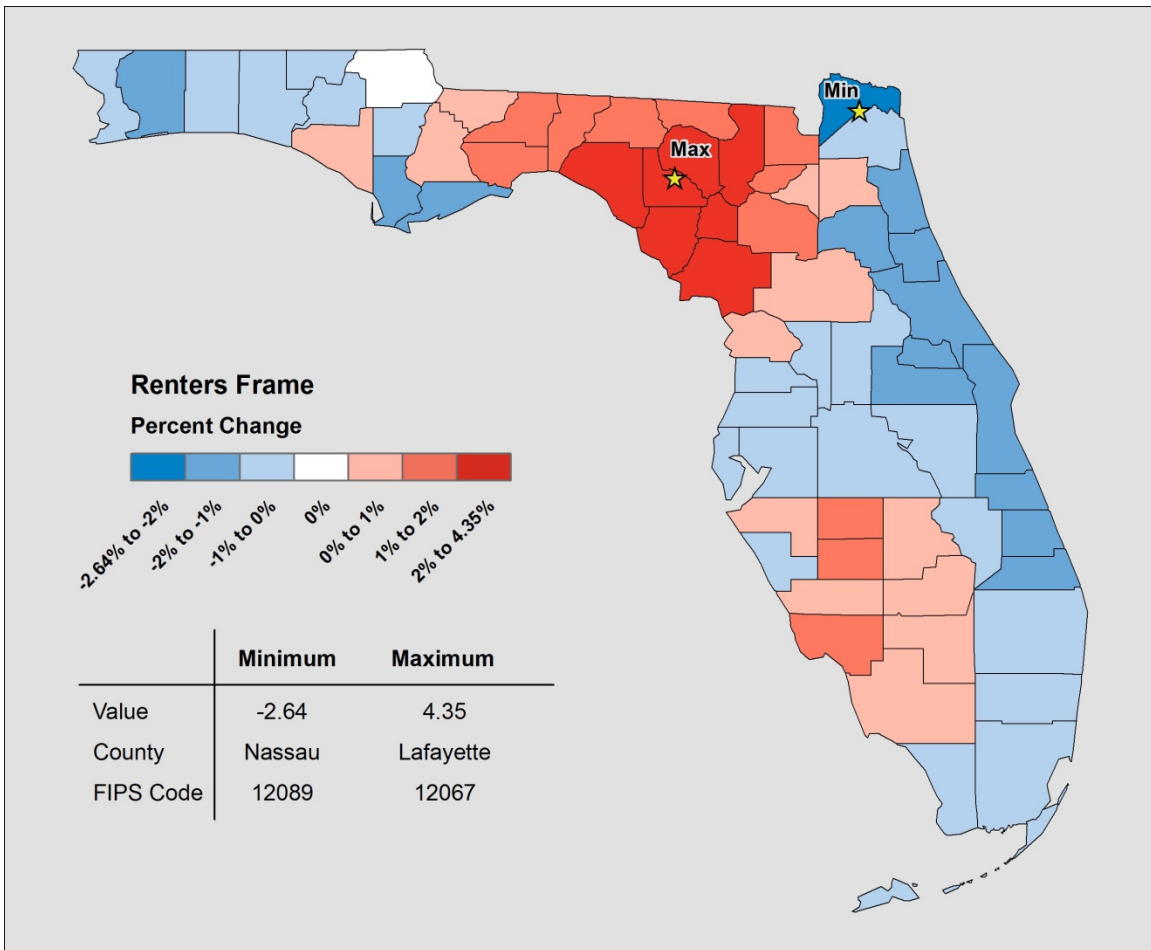 Min
Max
Renters Frame
Percent Change
-2.64% to -2%
-2% to -1%
-1% to 0%
0%
0% to 1%
1% to 2%
2% to 4.35%
Minimum Maximum
Value -2.64 4.35
County Nassau Lafayette
FIPS Code 12089 12067